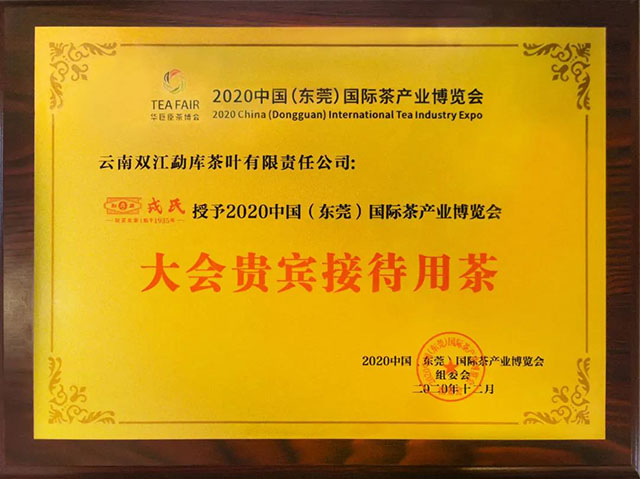 TEA FAIR
华巨臣茶博会
2020中国(东莞)国际茶产业博览会
2020 China (Dongguan) International Tea Industry Expo
云南双江勐库茶叶有限责任公司:
戎氏 授予2020中国(东莞)国际茶产业博览会
大会贵宾接待用茶
2020中国(东莞)国际茶产业博览会
组委会
二〇二〇年十二月